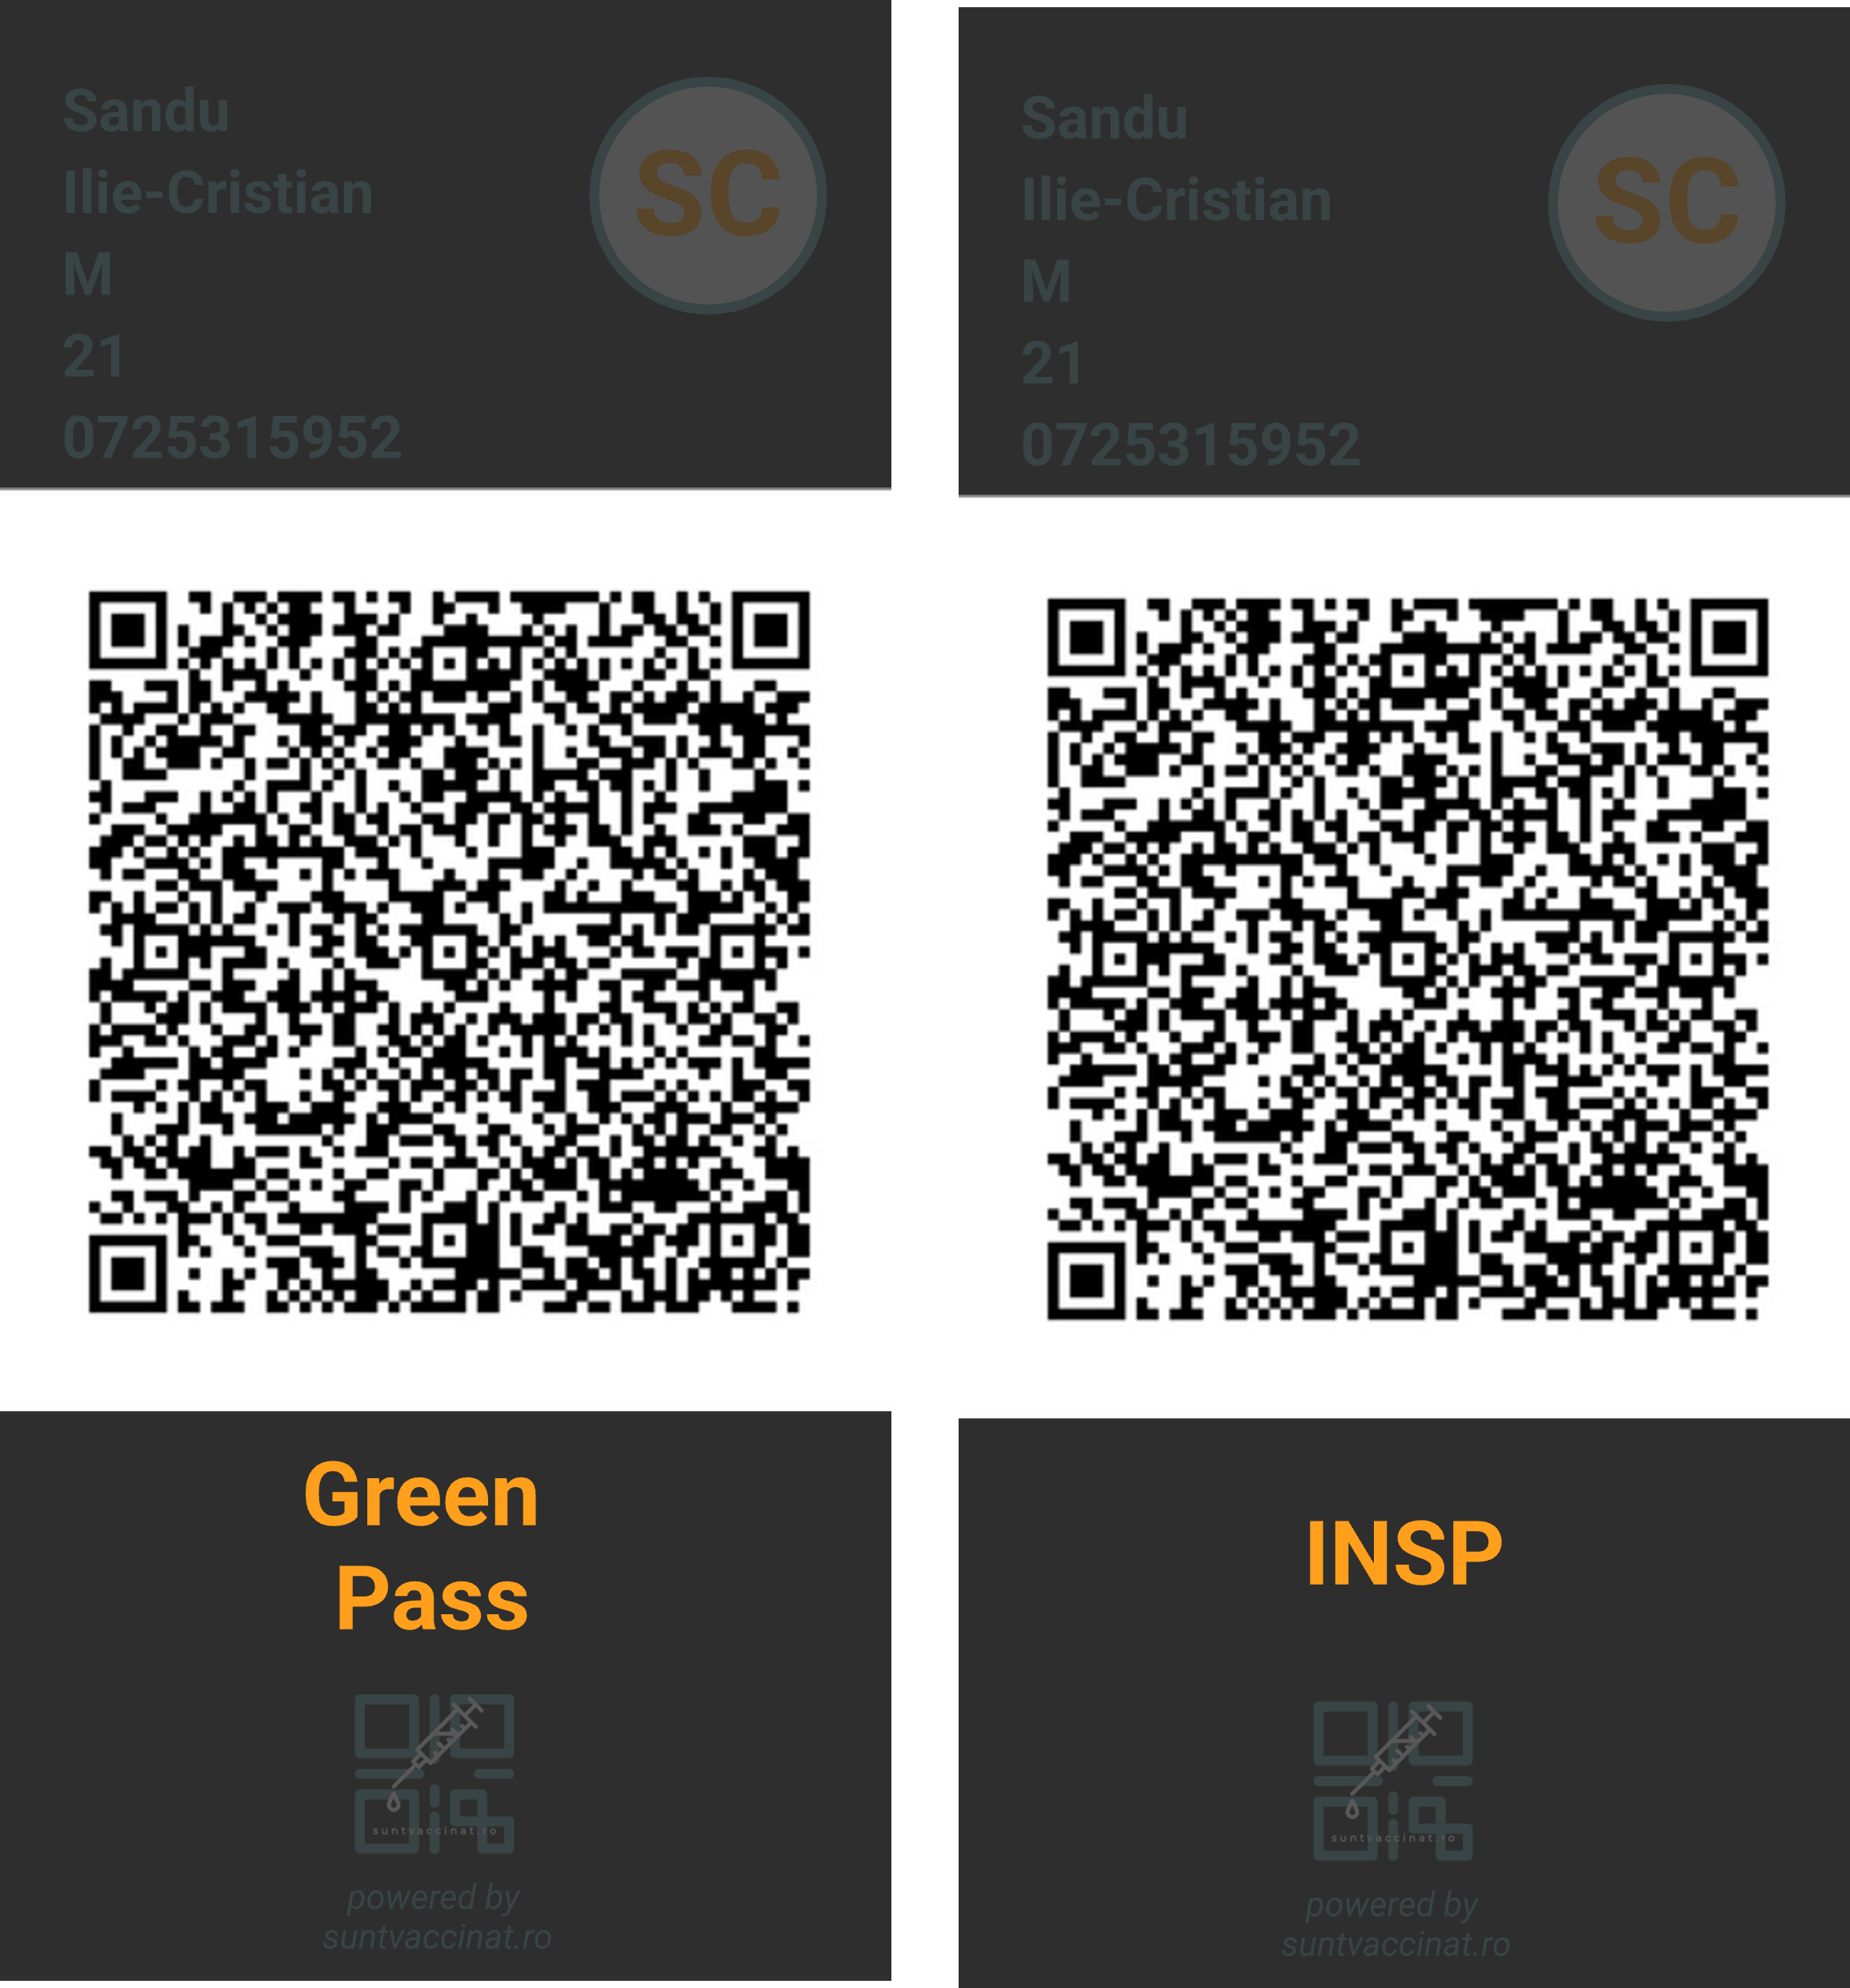 Sandu
Ilie-Cristian
M
21
0725315952
SC
Green
Pass
suntvaccinat.ro
powered by
suntvaccinat.ro
Sandu
Ilie-Cristian
M
21
0725315952
SC
INSP
suntvaccinat.ro
powered by
suntvaccinat.ro